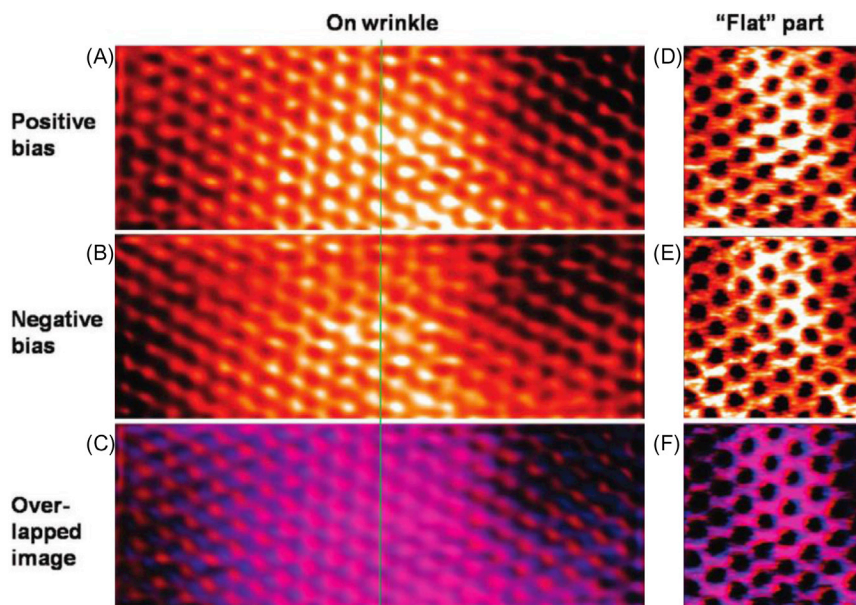 On wrinkle
“Flat” part
(A)
(D)
Positive
bias
(B)
(E)
Negative
bias
(C)
(F)
Over-
lapped
image